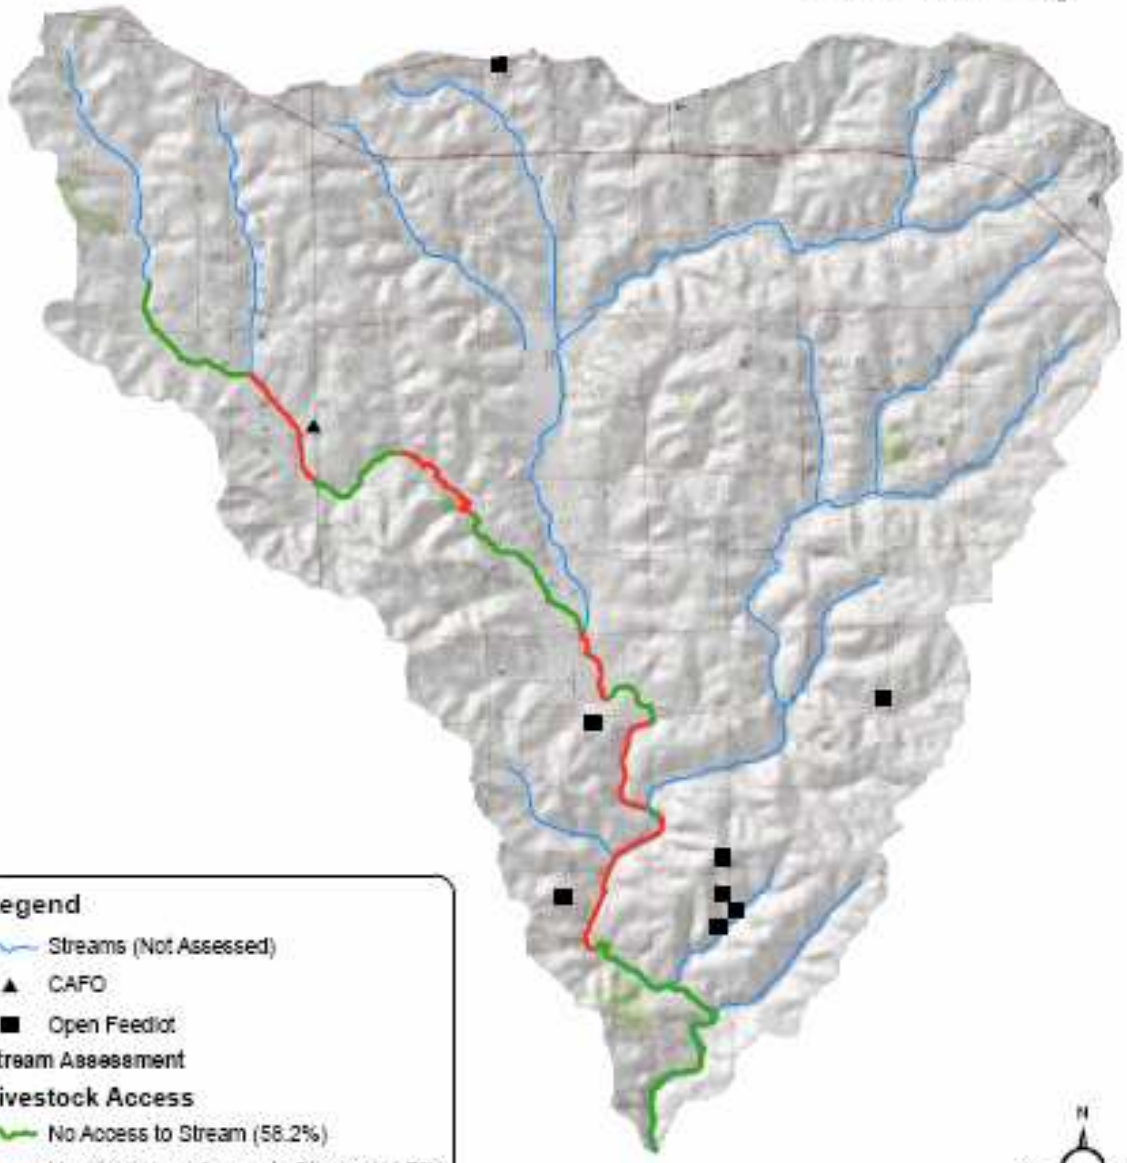 egend
Streams (Not Assessed)
CAFO
Open Feedlot
tream Assessment
ivestock Access
No Access to Stream (58.2%)
N